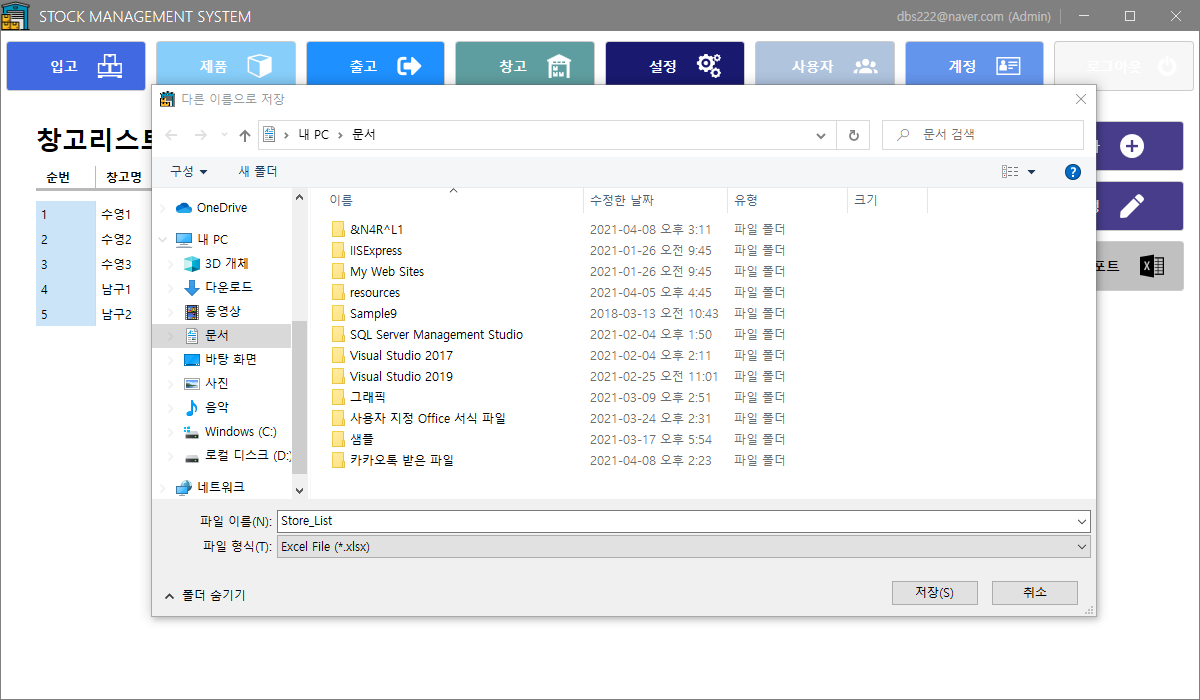 STOCK MANAGEMENT SYSTEM
dbs222@naver.com (Admin)
입고
제품
출고
창고
설정
사용자
계정
로그아웃
다른 이름으로 저장
창고리스트
내 PC
문서
문서 검색
순번
창고명
구성
새 폴더
이름
수정한 날짜
유형
크기
1 수영1
2 수영2
3 수영3
4 남구1
5 남구2
포트
OneDrive
내 PC
3D 개체
다운로드
동영상
문서
바탕 화면
사진
음악
Windows (C:)
로컬 디스크 (D:)
네트워크
&N4R^L1 2021-04-08 오후 3:11 파일 폴더
IISExpress 2021-01-26 오전 9:45 파일 폴더
My Web Sites 2021-01-26 오전 9:45 파일 폴더
resources 2021-04-05 오후 4:45 파일 폴더
Sample9 2018-03-13 오전 10:43 파일 폴더
SQL Server Management Studio 2021-02-04 오후 1:50 파일 폴더
Visual Studio 2017 2021-02-04 오후 2:11 파일 폴더
Visual Studio 2019 2021-02-25 오전 11:01 파일 폴더
그래픽 2021-03-09 오후 2:51 파일 폴더
사용자 지정 Office 서식 파일 2021-03-24 오후 2:31 파일 폴더
샘플 2021-03-17 오후 5:54 파일 폴더
카카오톡 받은 파일 2021-04-08 오후 2:23 파일 폴더
파일 이름(N): Store_List
파일 형식(T): Excel File (*.xlsx)
폴더 숨기기
저장(S)
취소